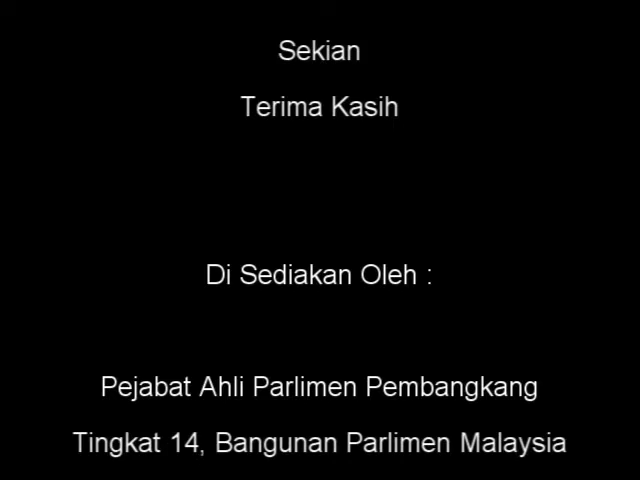 Sekian
Terima Kasih
Di Sediakan Oleh :
Pejabat Ahli Parlimen Pembangkang
Tingkat 14, Bangunan Parlimen Malaysia